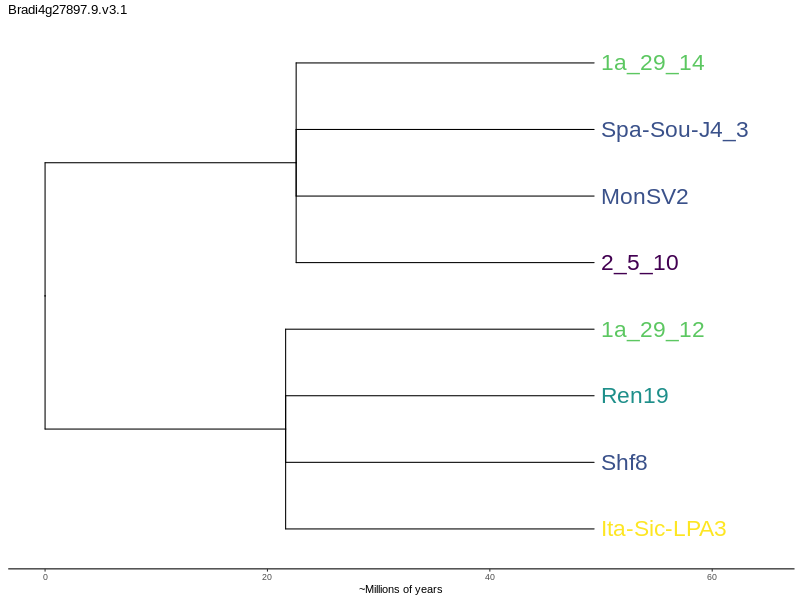 Bradi4g27897.9.v3.1
1a_29_14
Spa-Sou-J4_3
MonSV2
2_5_10
1a_29_12
Ren19
Shf8
Ita-Sic-LPA3
0 20 40 60
~Millions of years